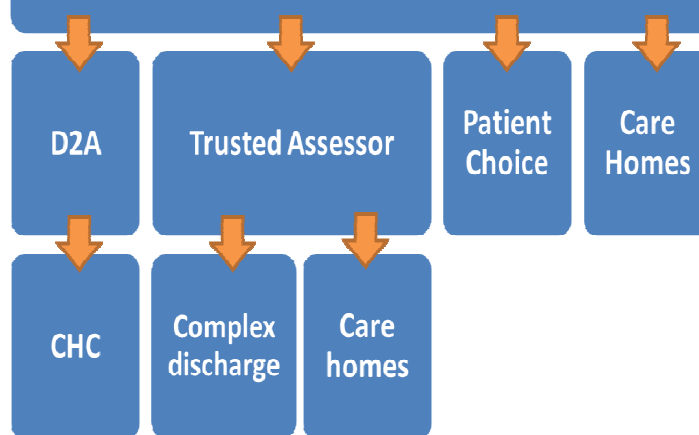 D2A
Trusted Assessor
Patient
Choice
Care
Homes
CHC
Complex
discharge
Care
homes